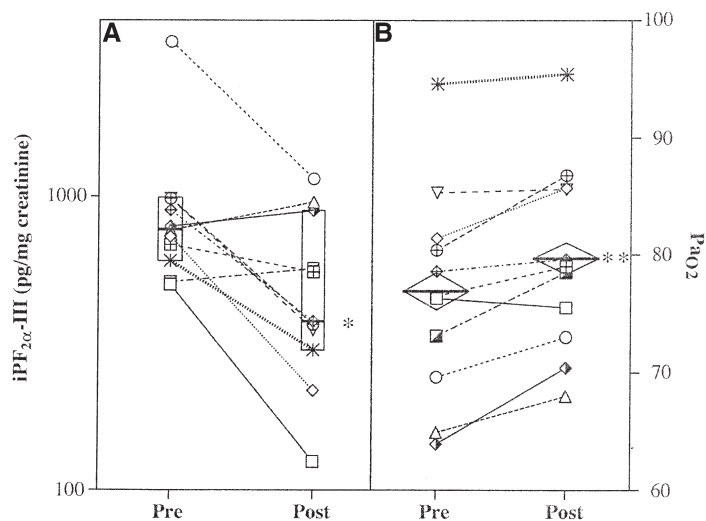 A
B
100
90
80
70
60
1000
100
iPF2α-III (pg/mg creatinine)
PaO2
*
**
Pre
Post
Pre
Post